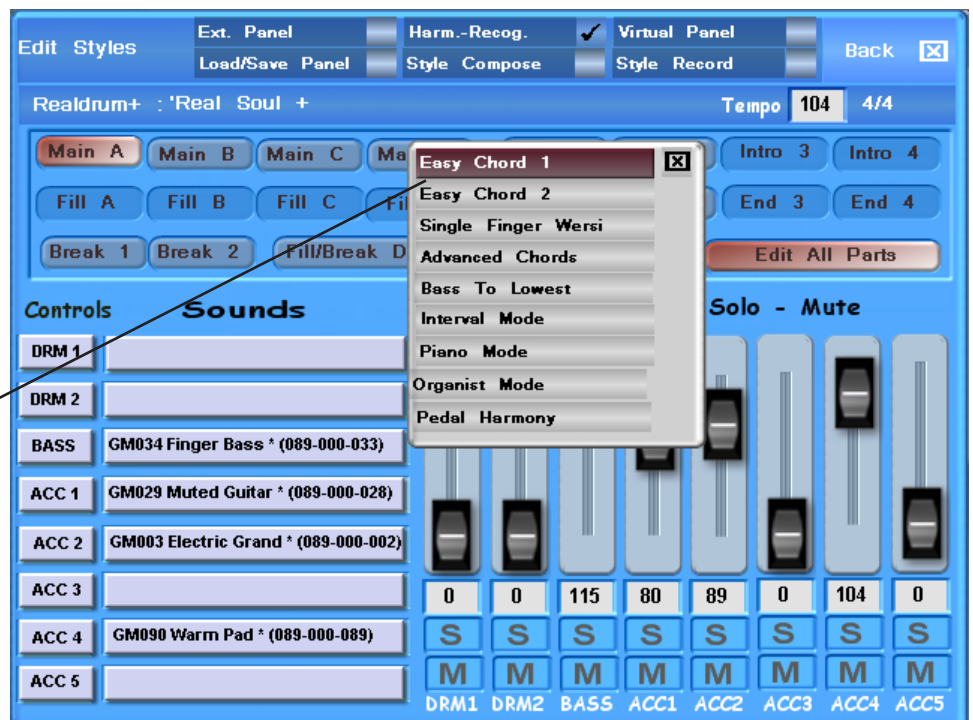 Edit Styles
Ext. Panel
Harm.-Recog.
Virtual Panel
Load/Save Panel
Style Compose
Style Record
Back
Realdrum+ :'Real Soul +
Tempo 104 4/4
Main A
Main B
Main C
Ma
Intro 3
Intro 4
Fill A
Fill B
Fill C
Fil
End 3
End 4
Break 1
Break 2
Fill/Break D
Edit All Parts
Easy Chord 1
Easy Chord 2
Single Finger Wersi
Advanced Chords
Bass To Lowest
Interval Mode
Piano Mode
Organist Mode
Pedal Harmony
Controls
Sounds
Solo - Mute
DRM 1
DRM 2
BASS GM034 Finger Bass * (089-000-033)
ACC 1 GM029 Muted Guitar * (089-000-028)
ACC 2 GM003 Electric Grand * (089-000-002)
ACC 3
ACC 4 GM090 Warm Pad * (089-000-089)
ACC 5
0 0 115 80 89 0 104 0
S S S S S S S S
M M M M M M M M
DRM1 DRM2 BASS ACC1 ACC2 ACC3 ACC4 ACC5